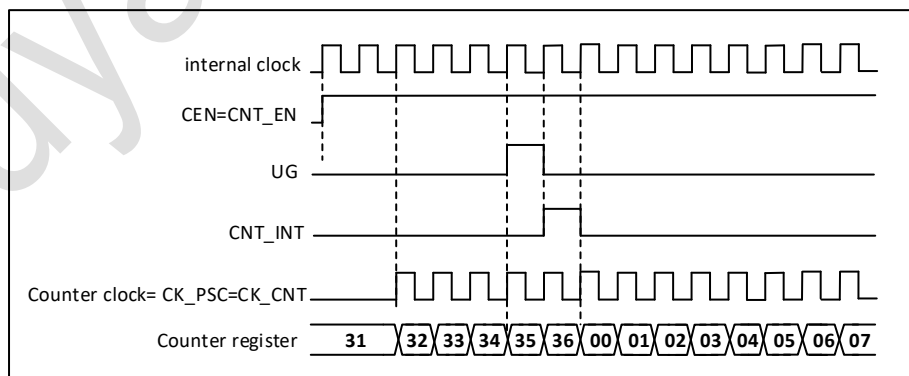 internal clock
CEN=CNT_EN
UG
CNT_INT
Counter clock= CK_PSC=CK_CNT
Counter register 31 32 33 34 35 36 00 01 02 03 04 05 06 07